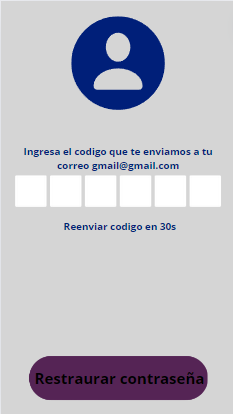 Ingresa el codigo que te enviamos a tu
correo gmail@gmail.com
Reenviar codigo en 30s
Restraurar contraseña